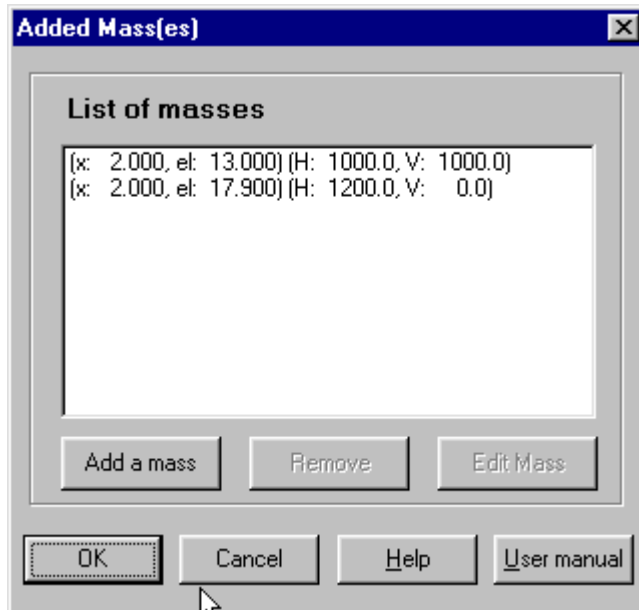 Added Mass(es)
List of masses
(x: 2.000, el: 13.000) (H: 1000.0, V: 1000.0)
(x: 2.000, el: 17.900) (H: 1200.0, V: 0.0)
Add a mass Remove Edit Mass
OK Cancel Help User manual